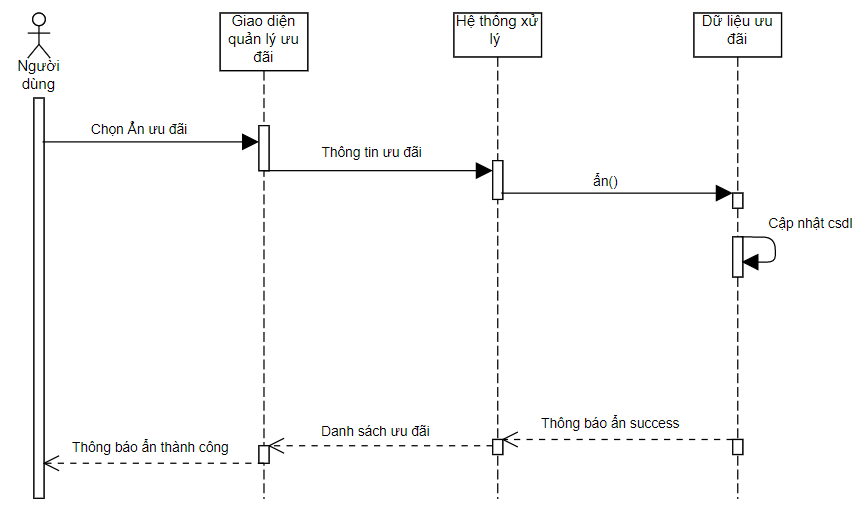 Người
dùng
Giao diện
quản lý ưu
đãi
Hệ thống xử
lý
Dữ liệu ưu
đãi
Chọn Ẩn ưu đãi
Thông tin ưu đãi
ẩn()
Cập nhật csdl
Thông báo ẩn success
Danh sách ưu đãi
Thông báo ẩn thành công